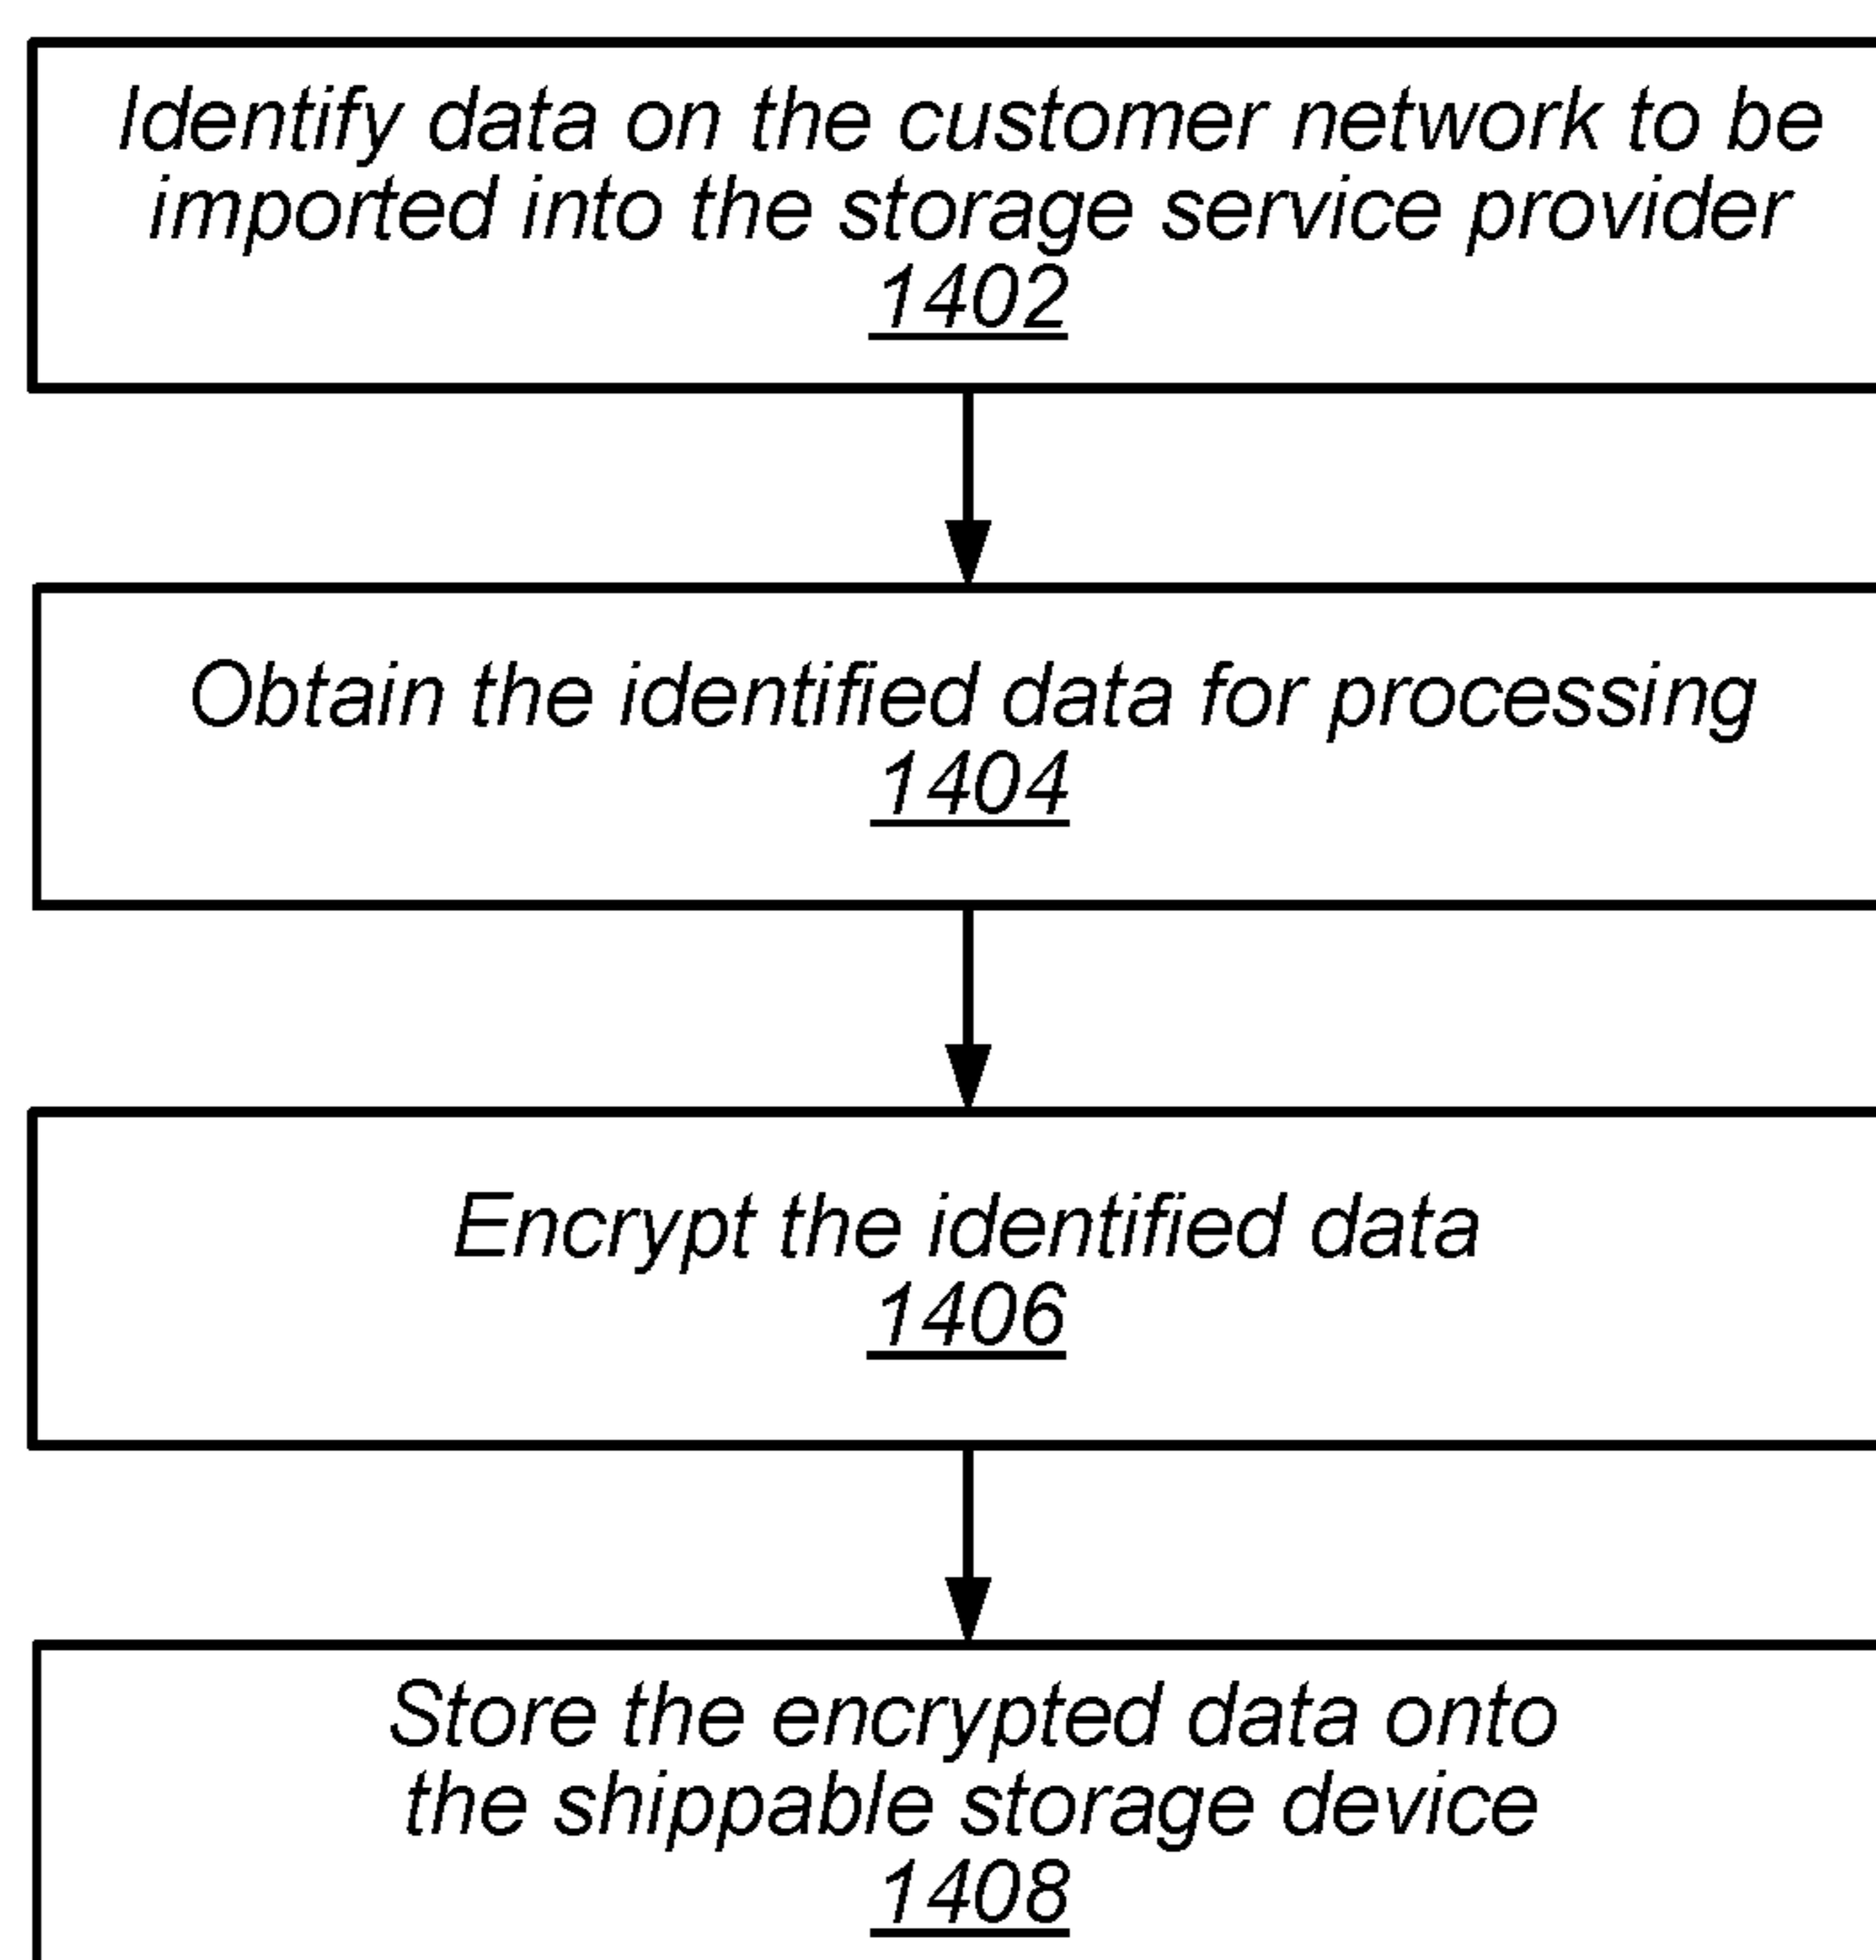 Identify data on the customer network to be
imported into the storage service provider
1402
Obtain the identified data for processing
1404
Encrypt the identified data
1406
Store the encrypted data onto
the shippable storage device
1408